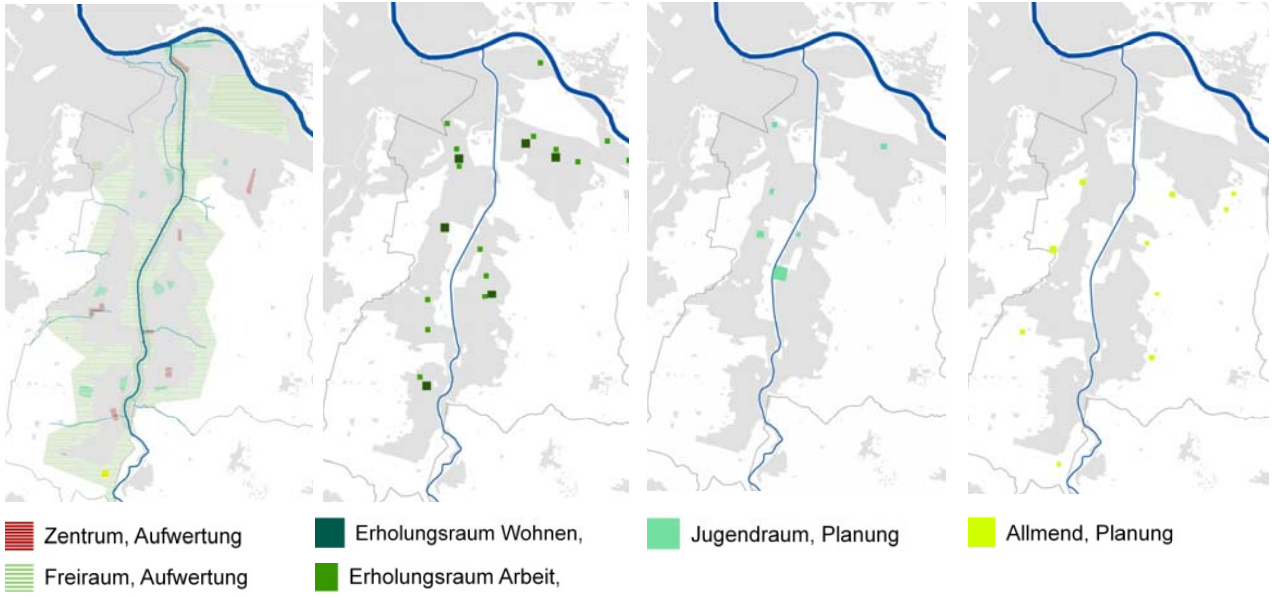 Zentrum, Aufwertung
Freiraum, Aufwertung
Erholungsraum Wohnen,
Erholungsraum Arbeit,
Jugendraum, Planung
Allmend, Planung